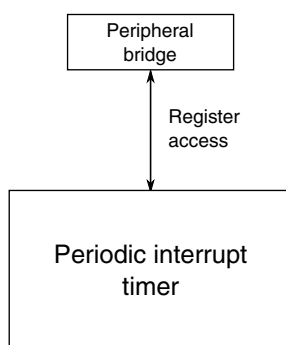 Peripheral
bridge
Register
access
Periodic interrupt
timer